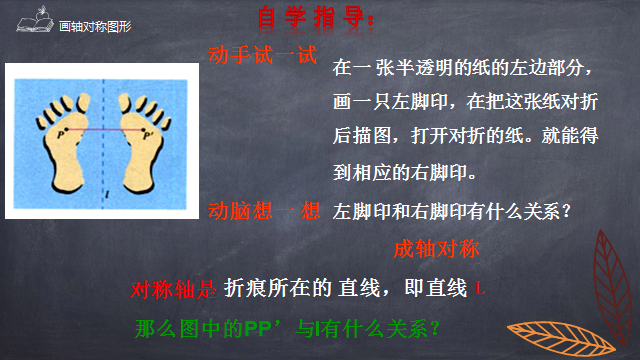 画轴对称图形
自学指导：
动手试一试
在一张半透明的纸的左边部分，
画一只左脚印，在把这张纸对折
后描图，打开对折的纸。就能得
到相应的右脚印。
P P'
l
动脑想一想 左脚印和右脚印有什么关系？
成轴对称
对称轴是 折痕所在的 直线，即直线 L
那么图中的PP’与l有什么关系？